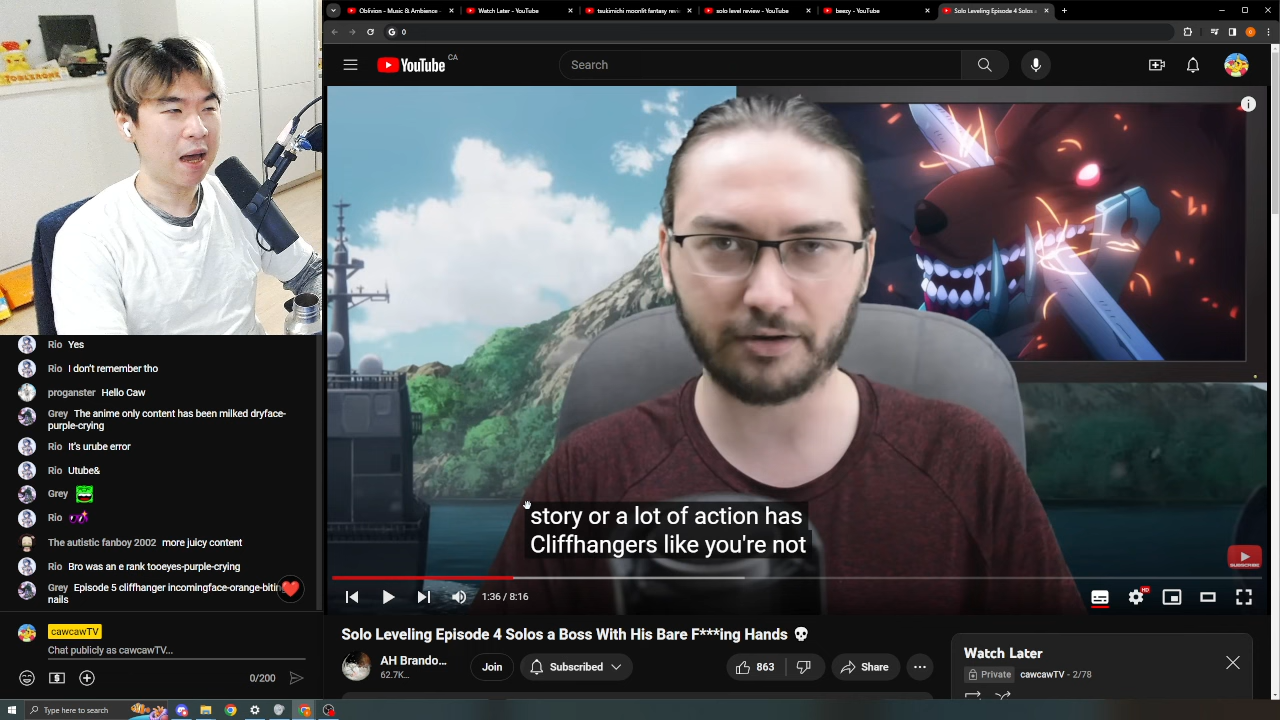 TOBLERONE
Oblivion - Music & Ambience
Watch Later - YouTube
tsukimichi moonlit fantasy revie
solo level review - YouTube
beezy - YouTube
Solo Leveling Episode 4 Solos a
0
YouTube CA
Search
story or a lot of action has
Cliffhangers like you're not
SUBSCRIBE
1:36 / 8:16
HD
Solo Leveling Episode 4 Solos a Boss With His Bare F***ing Hands
AH Brando...
62.7K...
Join
Subscribed
863
Share
Watch Later
Private cawcawTV - 2/78
Rio Yes
Rio I don't remember tho
proganster Hello Caw
Grey The anime only content has been milked dryface-
purple-crying
Rio It's urube error
Rio Utube&
Grey
Rio
The autistic fanboy 2002 more juicy content
Rio Bro was an e rank tooeyes-purple-crying
Grey Episode 5 cliffhanger incomingface-orange-biting
nails
cawcawTV
Chat publicly as cawcawTV...
0/200
Type here to search